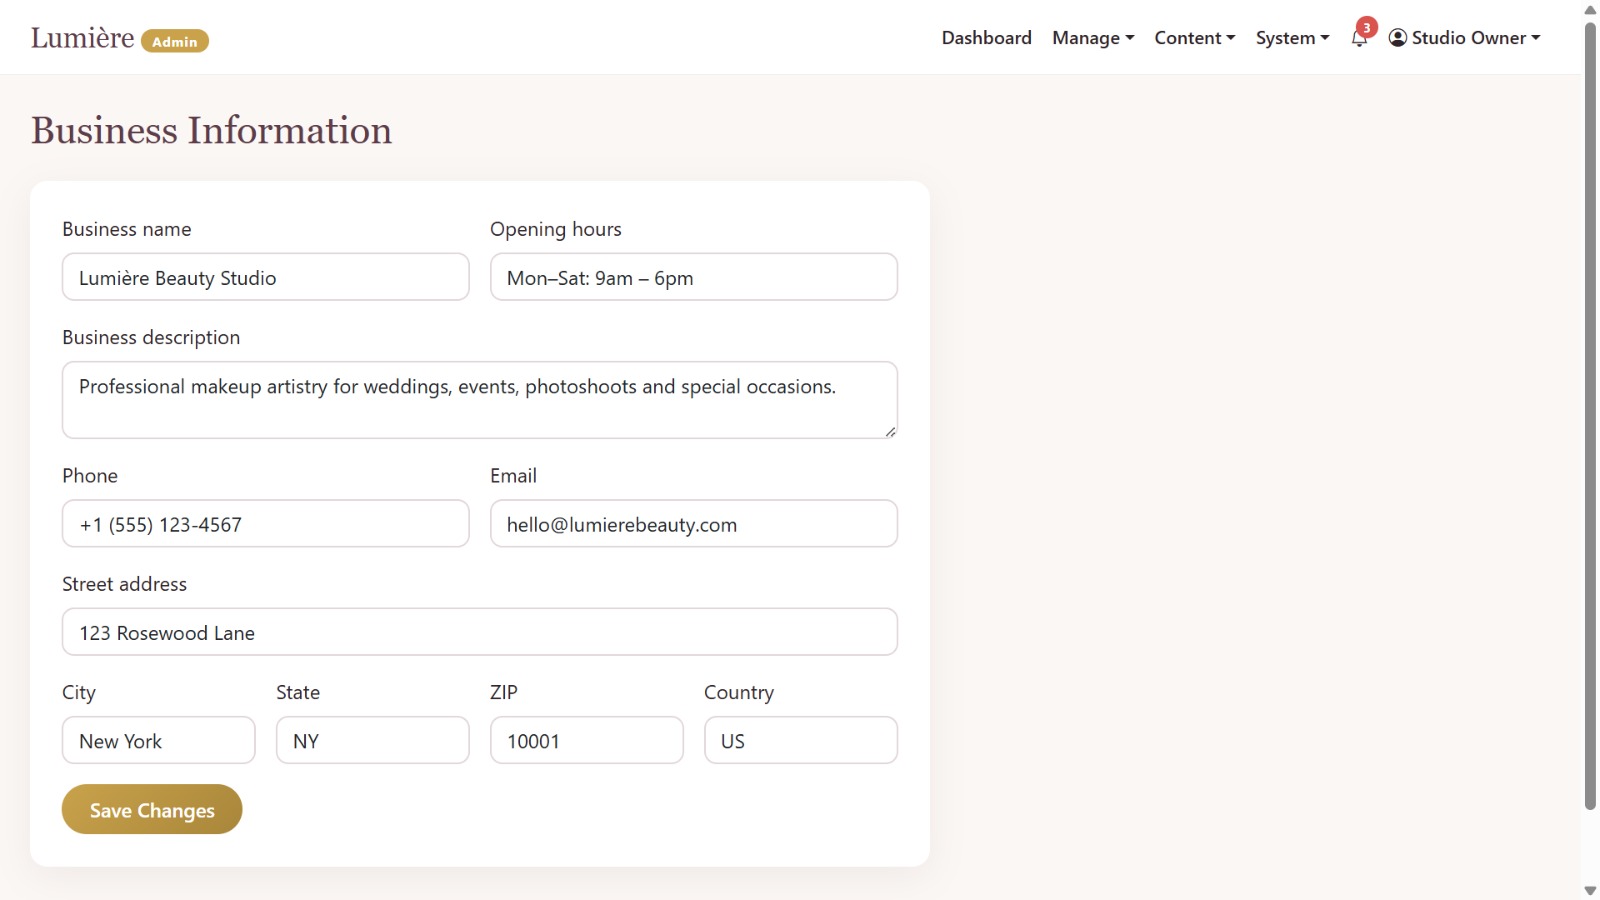 Lumière Admin
Dashboard Manage Content System 3 Studio Owner
Business Information
Business name Opening hours
Lumière Beauty Studio Mon–Sat: 9am – 6pm
Business description
Professional makeup artistry for weddings, events, photoshoots and special occasions.
Phone Email
+1 (555) 123-4567 hello@lumierebeauty.com
Street address
123 Rosewood Lane
City State ZIP Country
New York NY 10001 US
Save Changes